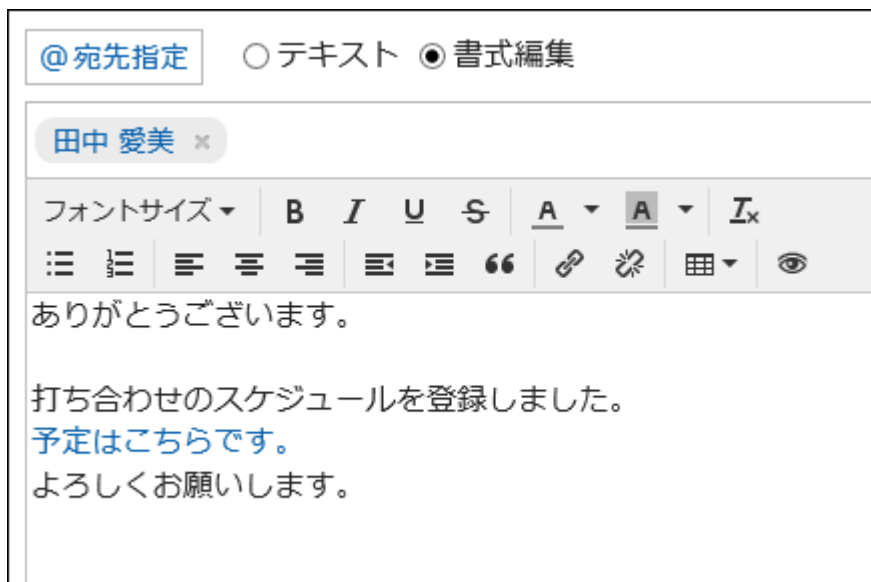 @宛先指定 テキスト 書式編集
田中 愛美 ×
フォントサイズ B I U S A A Tx
ありがとうございます。
打ち合わせのスケジュールを登録しました。
予定はこちらです。
よろしくお願いします。